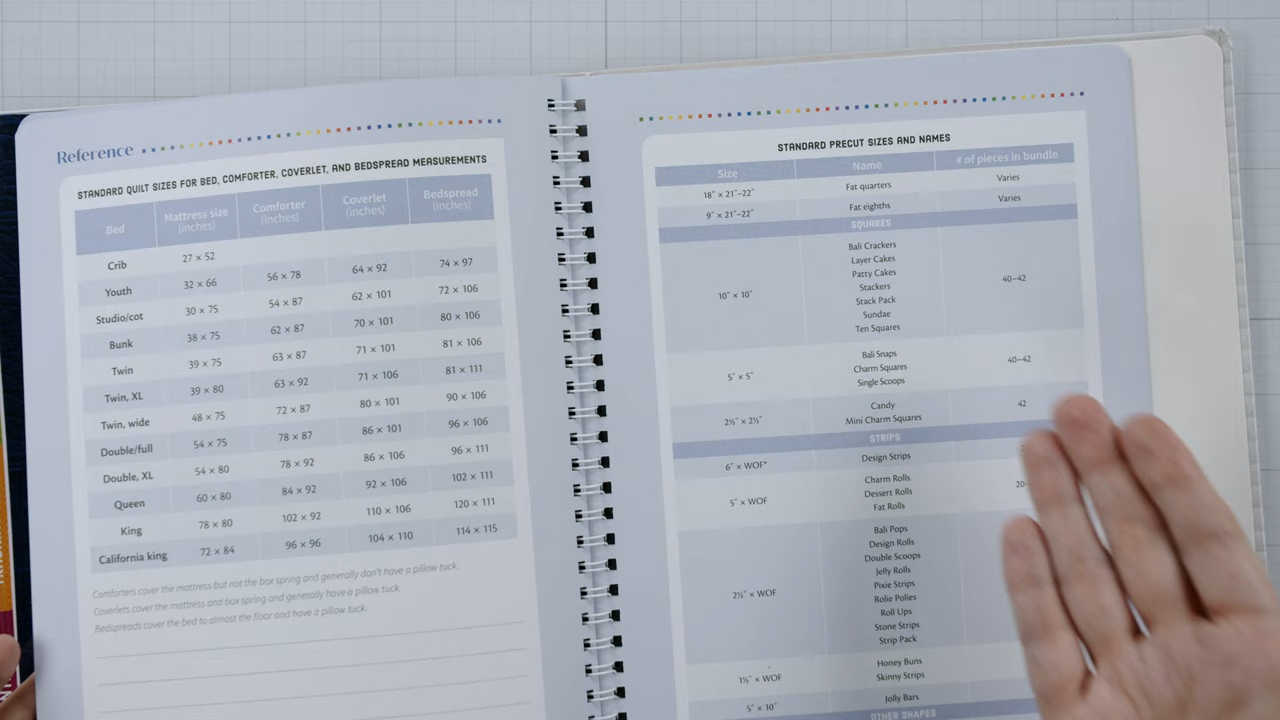 Reference
STANDARD QUILT SIZES FOR BED, COMFORTER, COVERLET, AND BEDSPREAD MEASUREMENTS
Bed Mattress size (inches) Comforter (inches) Coverlet (inches) Bedspread (inches)
Crib 27 × 52
Youth 32 × 66 56 × 78 64 × 92 74 × 97
Studio/cot 30 × 75 54 × 87 62 × 101 72 × 106
Bunk 38 × 75 62 × 87 70 × 101 80 × 106
Twin 39 × 75 63 × 87 71 × 101 81 × 106
Twin, XL 39 × 80 63 × 92 71 × 106 81 × 111
Twin, wide 48 × 75 72 × 87 80 × 101 90 × 106
Double/full 54 × 75 78 × 87 86 × 101 96 × 106
Double, XL 54 × 80 78 × 92 86 × 106 96 × 111
Queen 60 × 80 84 × 92 92 × 106 102 × 111
King 78 × 80 102 × 92 110 × 106 120 × 111
California king 72 × 84 96 × 96 104 × 110 114 × 115
Comforters cover the mattress but not the box spring and generally don't have a pillow tuck.
Coverlets cover the mattress and box spring and generally have a pillow tuck.
Bedspreads cover the bed to almost the floor and have a pillow tuck.
STANDARD PRECUT SIZES AND NAMES
Size Name # of pieces in bundle
18″ × 21″–22″ Fat quarters Varies
9″ × 21″–22″ Fat eighths Varies
SQUARES
Bali Crackers
Layer Cakes
Patty Cakes
10″ × 10″ Stackers 40–42
Stack Pack
Sundae
Ten Squares
Bali Snaps
5″ × 5″ Charm Squares 40–42
Single Scoops
Candy 42
2½″ × 2½″ Mini Charm Squares
STRIPS
6″ × WOF* Design Strips
Charm Rolls
5″ × WOF Dessert Rolls 20-
Fat Rolls
Bali Pops
Design Rolls
Double Scoops
Jelly Rolls
2½″ × WOF Pixie Strips
Rolie Polies
Roll Ups
Stone Strips
Strip Pack
Honey Buns
1½″ × WOF Skinny Strips
5″ × 10″ Jolly Bars
OTHER SHAPES